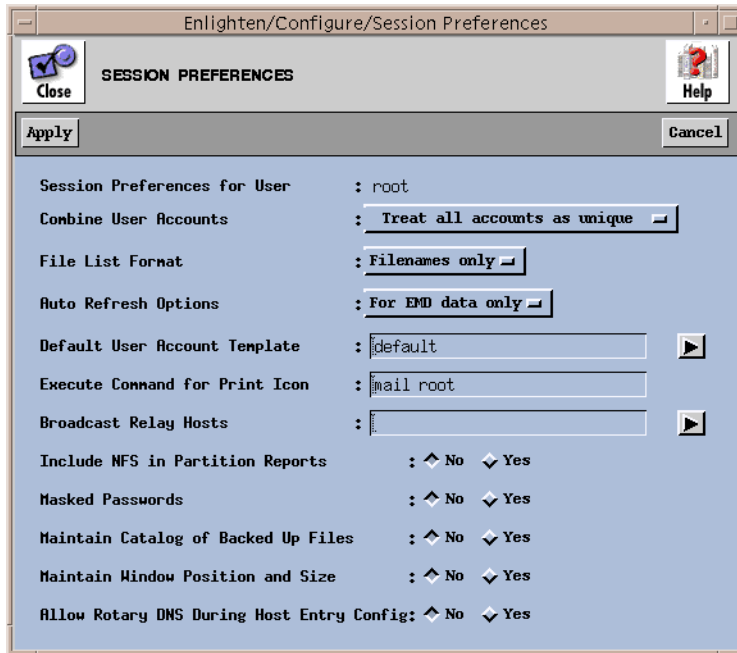 Enlighten/Configure/Session Preferences
Close
SESSION PREFERENCES
Help
Apply
Cancel
Session Preferences for User : root
Combine User Accounts : Treat all accounts as unique
File List Format : Filenames only
Auto Refresh Options : For EMD data only
Default User Account Template : default
Execute Command for Print Icon : mail root
Broadcast Relay Hosts :
Include NFS in Partition Reports : No Yes
Masked Passwords : No Yes
Maintain Catalog of Backed Up Files : No Yes
Maintain Window Position and Size : No Yes
Allow Rotary DNS During Host Entry Config: No Yes